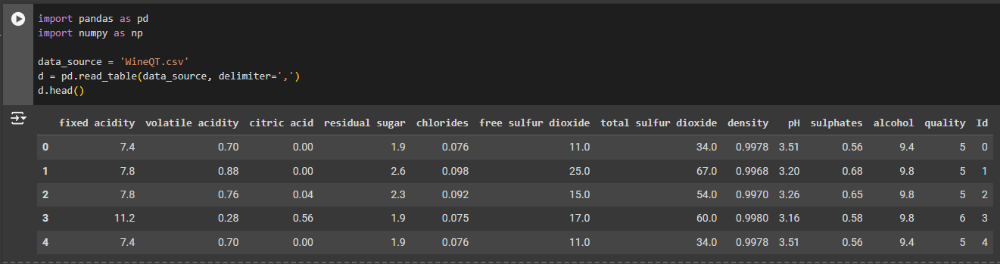 import pandas as pd
import numpy as np
data_source = 'WineQT.csv'
d = pd.read_table(data_source, delimiter=',')
d.head()
fixed acidity volatile acidity citric acid residual sugar chlorides free sulfur dioxide total sulfur dioxide density pH sulphates alcohol quality Id
0 7.4 0.70 0.00 1.9 0.076 11.0 34.0 0.9978 3.51 0.56 9.4 5 0
1 7.8 0.88 0.00 2.6 0.098 25.0 67.0 0.9968 3.20 0.68 9.8 5 1
2 7.8 0.76 0.04 2.3 0.092 15.0 54.0 0.9970 3.26 0.65 9.8 5 2
3 11.2 0.28 0.56 1.9 0.075 17.0 60.0 0.9980 3.16 0.58 9.8 6 3
4 7.4 0.70 0.00 1.9 0.076 11.0 34.0 0.9978 3.51 0.56 9.4 5 4